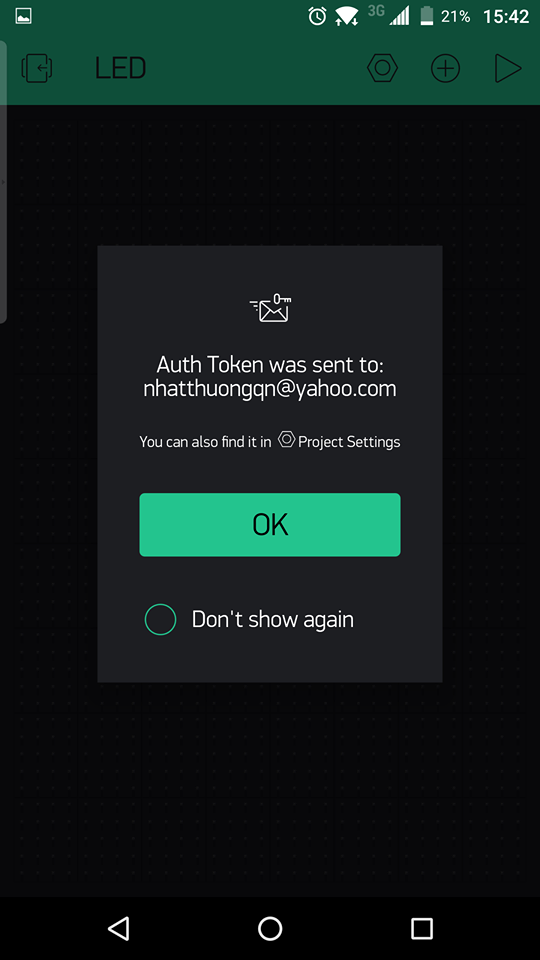 3G 21% 15:42
LED
Auth Token was sent to:
nhatthuongqn@yahoo.com
You can also find it in Project Settings
OK
Don't show again